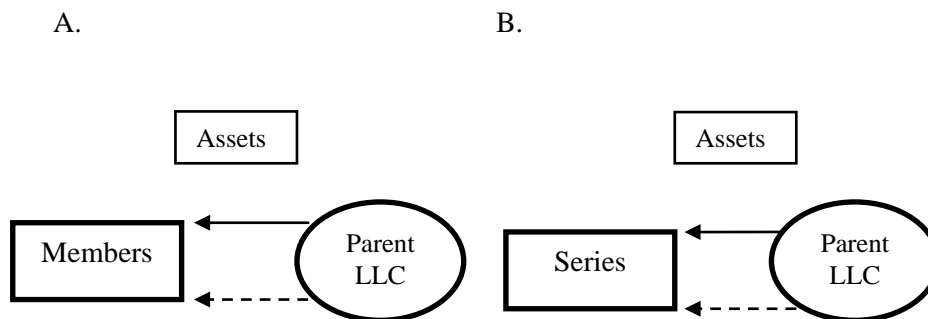 A.
B.
Assets
Assets
Members
Parent
LLC
Series
Parent
LLC